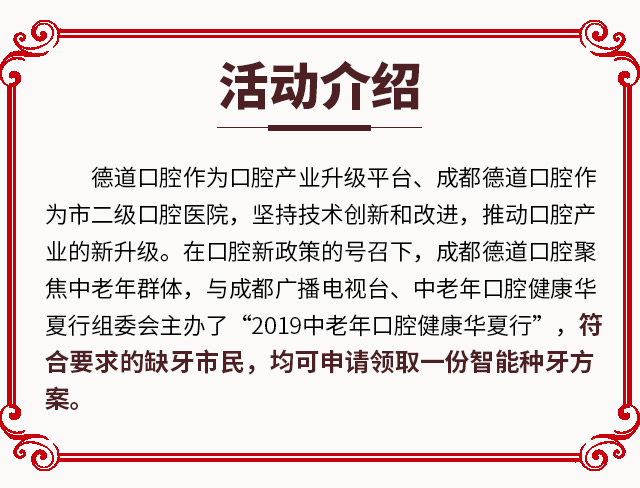 活动介绍
德道口腔作为口腔产业升级平台、成都德道口腔作
为市二级口腔医院，坚持技术创新和改进，推动口腔产
业的新升级。在口腔新政策的号召下，成都德道口腔聚
焦中老年群体，与成都广播电视台、中老年口腔健康华
夏行组委会主办了“2019中老年口腔健康华夏行”，符
合要求的缺牙市民，均可申请领取一份智能种牙方
案。